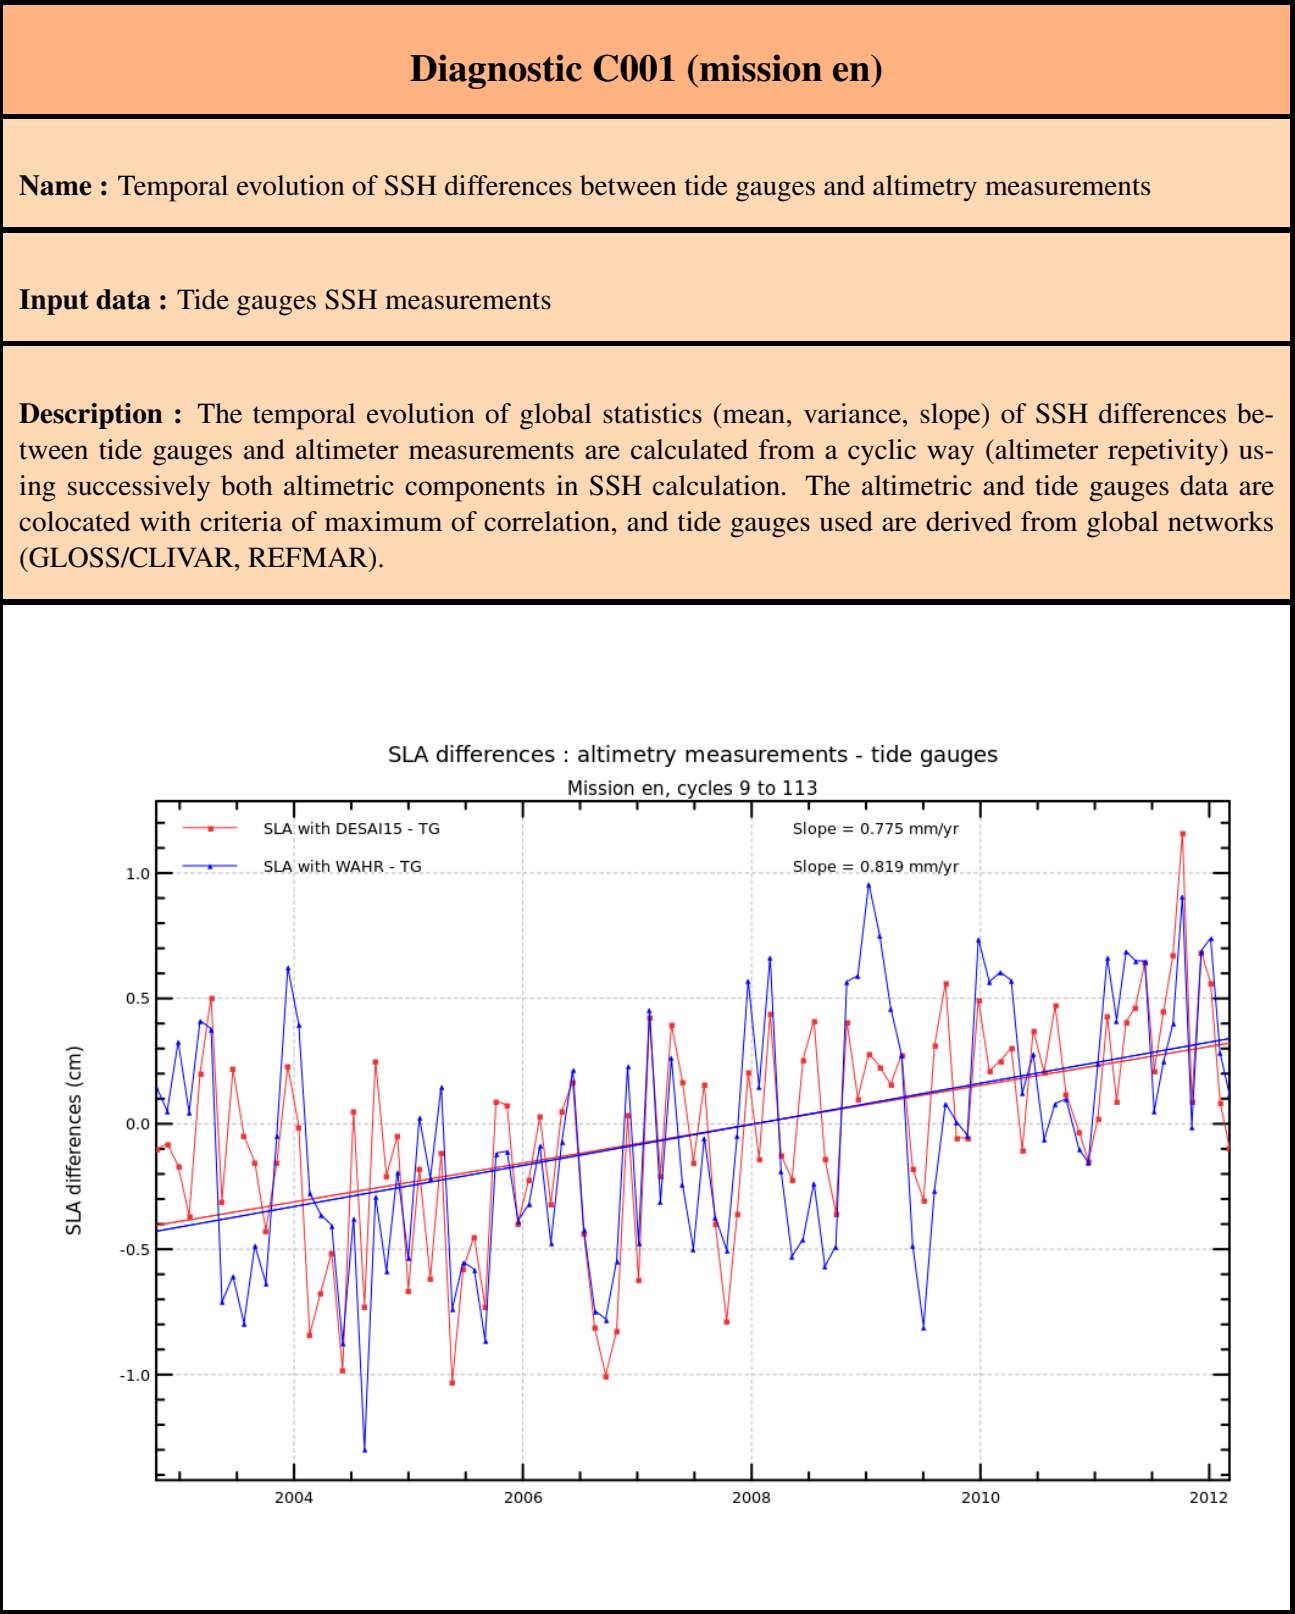 Diagnostic C001 (mission en)
Name : Temporal evolution of SSH differences between tide gauges and altimetry measurements
Input data : Tide gauges SSH measurements
Description : The temporal evolution of global statistics (mean, variance, slope) of SSH differences be-
tween tide gauges and altimeter measurements are calculated from a cyclic way (altimeter repetivity) us-
ing successively both altimetric components in SSH calculation. The altimetric and tide gauges data are
colocated with criteria of maximum of correlation, and tide gauges used are derived from global networks
(GLOSS/CLIVAR, REFMAR).
SLA differences : altimetry measurements - tide gauges
Mission en, cycles 9 to 113
SLA with DESAI15 - TG
Slope = 0.775 mm/yr
SLA with WAHR - TG
Slope = 0.819 mm/yr
SLA differences (cm)
1.0
0.5
0.0
-0.5
-1.0
2004
2006
2008
2010
2012